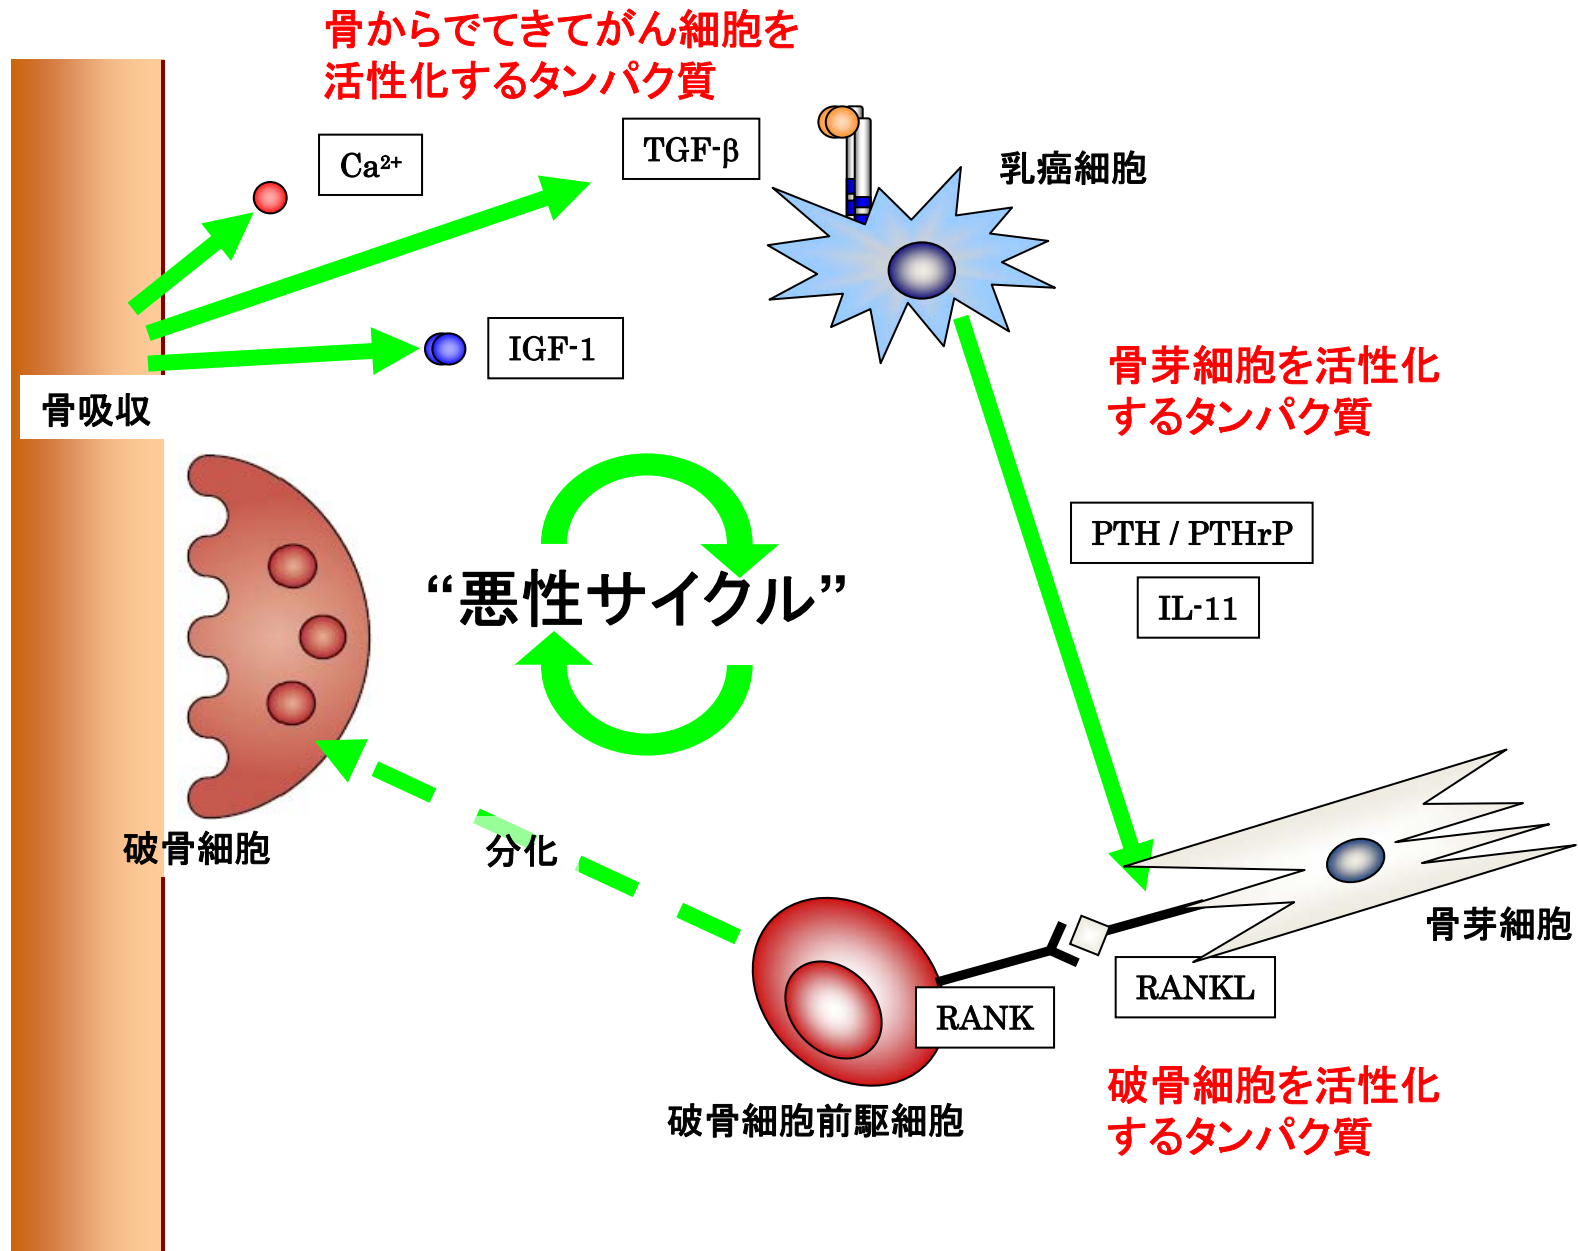 骨からでてきてがん細胞を
活性化するタンパク質
Ca²⁺
TGF-β
乳癌細胞
IGF-1
骨吸収
骨芽細胞を活性化
するタンパク質
PTH / PTHrP
IL-11
“悪性サイクル”
破骨細胞
分化
骨芽細胞
RANKL
RANK
破骨細胞前駆細胞
破骨細胞を活性化
するタンパク質